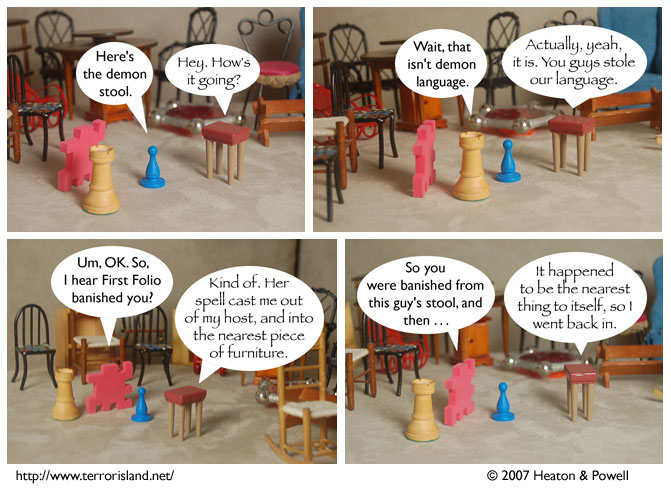 Here's
the demon
stool.
Hey. How's
it going?
Wait, that
isn't demon
language.
Actually, yeah,
it is. You guys stole
our language.
Um, OK. So,
I hear First Folio
banished you?
Kind of. Her
spell cast me out
of my host, and into
the nearest piece
of furniture.
So you
were banished from
this guy's stool, and
then . . .
It happened
to be the nearest
thing to itself, so I
went back in.
http://www.terrorisland.net/
© 2007 Heaton & Powell